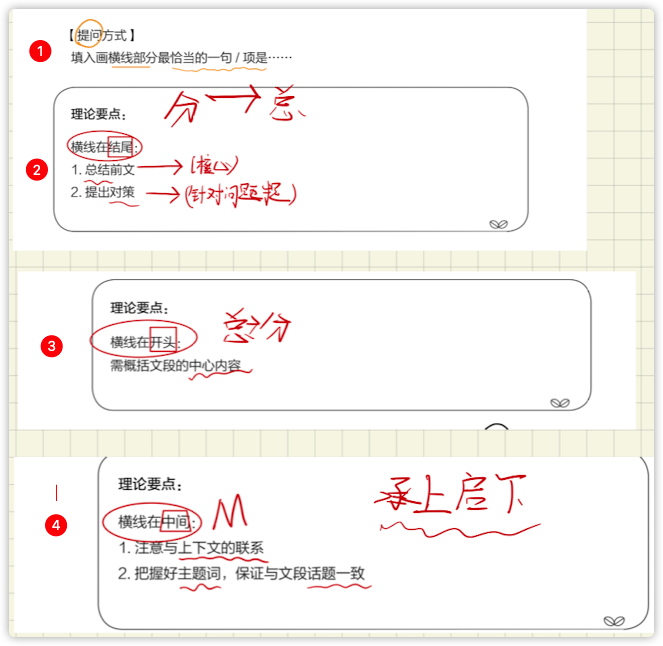 【提问方式】
1
填入画横线部分最恰当的一句 / 项是……
分 → 总
理论要点：
横线在结尾：
2
1. 总结前文 → (核心)
2. 提出对策 → (针对问题提)
总→分
理论要点：
3
横线在开头：
需概括文段的中心内容
理论要点：
承上启下
4
横线在中间：M
1. 注意与上下文的联系
2. 把握好主题词，保证与文段话题一致